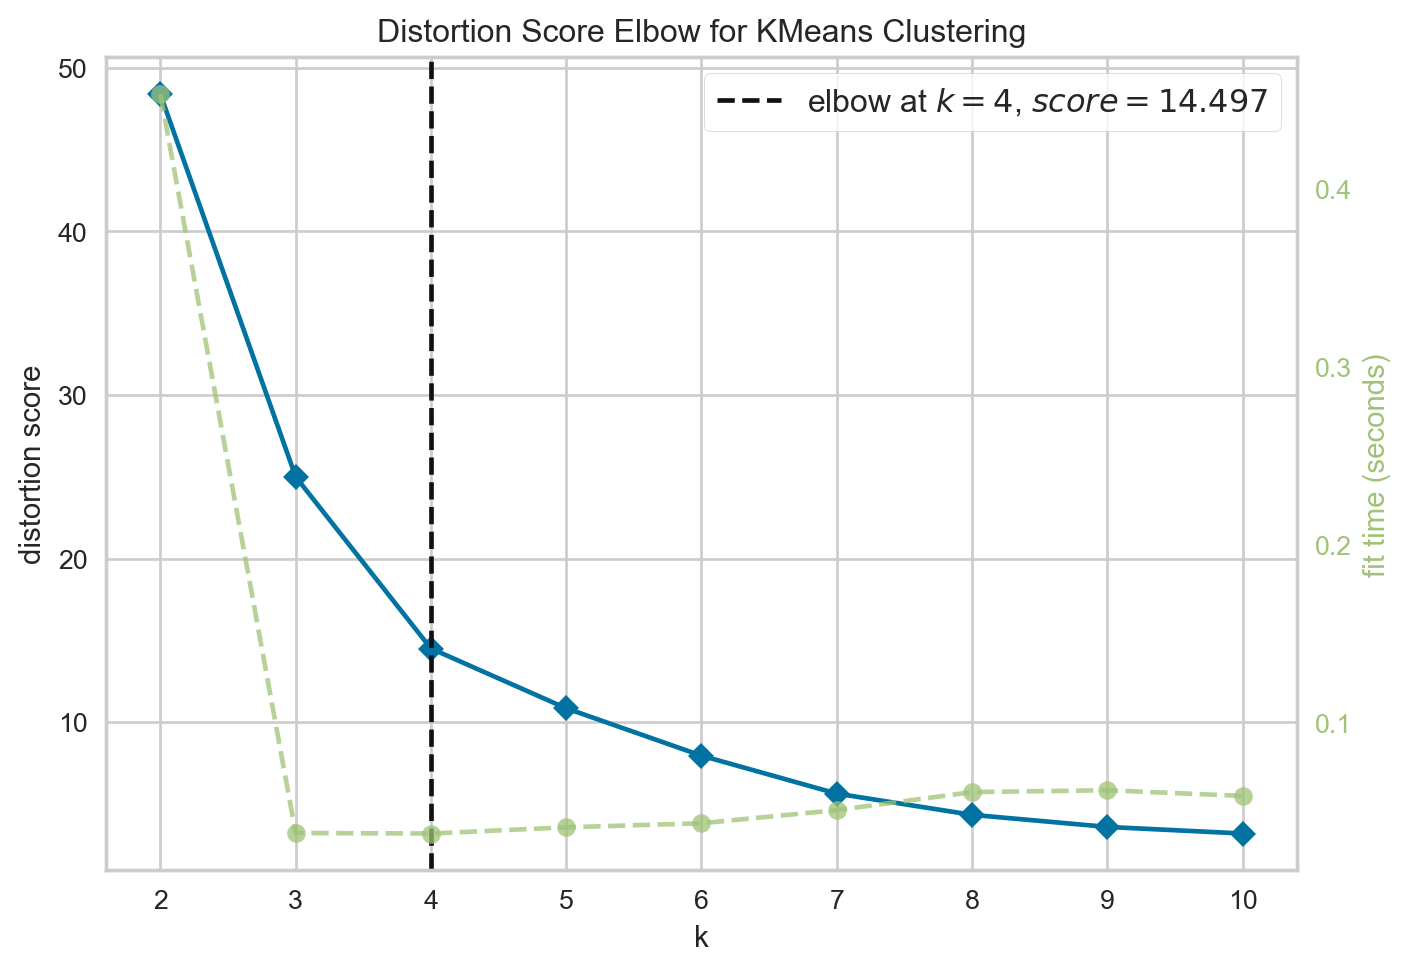 Distortion Score Elbow for KMeans Clustering
elbow at k = 4, score = 14.497
distortion score
50
40
30
20
10
0.4
0.3
0.2
0.1
fit time (seconds)
2 3 4 5 6 7 8 9 10
k